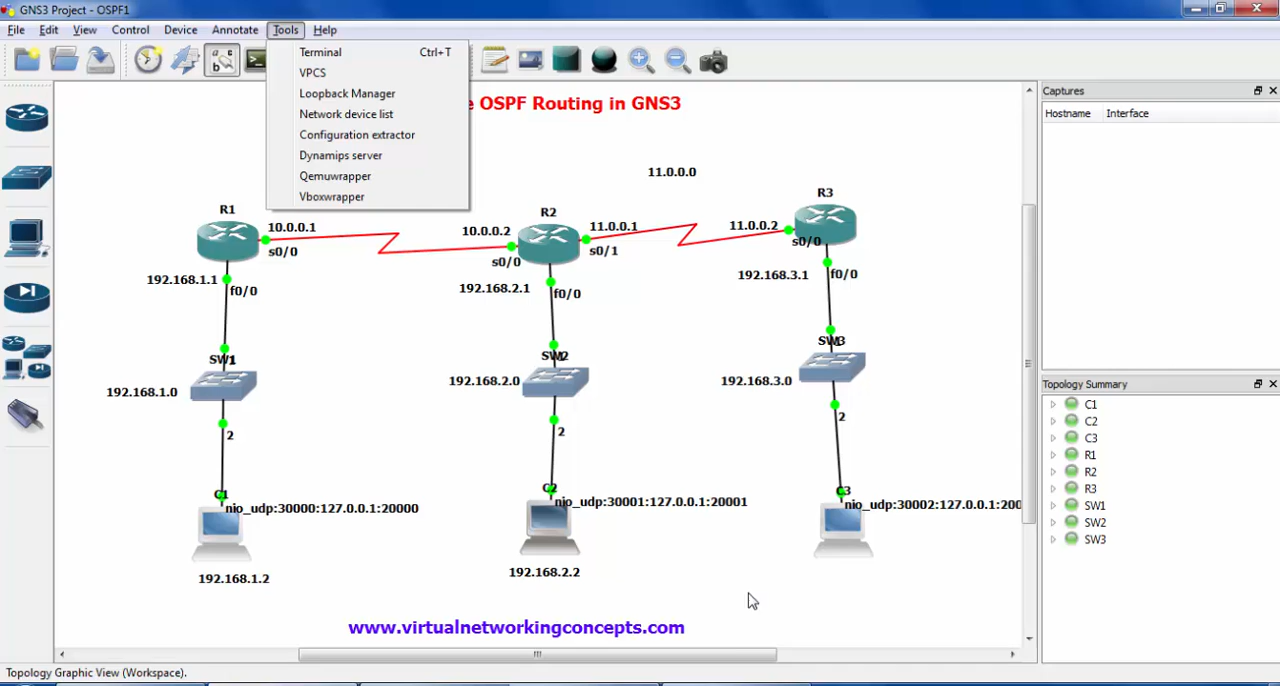 GNS3 Project - OSPF1
File Edit View Control Device Annotate Tools Help
Terminal Ctrl+T
VPCS
Loopback Manager
Network device list
Configuration extractor
Dynamips server
Qemuwrapper
Vboxwrapper
OSPF Routing in GNS3
11.0.0.0
R1
10.0.0.1
s0/0
192.168.1.1
f0/0
R2
10.0.0.2
s0/0
11.0.0.1
s0/1
192.168.2.1
f0/0
R3
11.0.0.2
s0/0
192.168.3.1
f0/0
SW1
192.168.1.0
2
SW2
192.168.2.0
2
SW3
192.168.3.0
2
C1
nio_udp:30000:127.0.0.1:20000
192.168.1.2
C2
nio_udp:30001:127.0.0.1:20001
192.168.2.2
C3
nio_udp:30002:127.0.0.1:200
www.virtualnetworkingconcepts.com
Captures
Hostname Interface
Topology Summary
C1
C2
C3
R1
R2
R3
SW1
SW2
SW3
Topology Graphic View (Workspace).